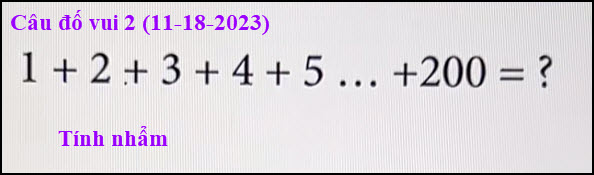 Câu đố vui 2 (11-18-2023)
1 + 2 + 3 + 4 + 5 ... +200 = ?
Tính nhẩm